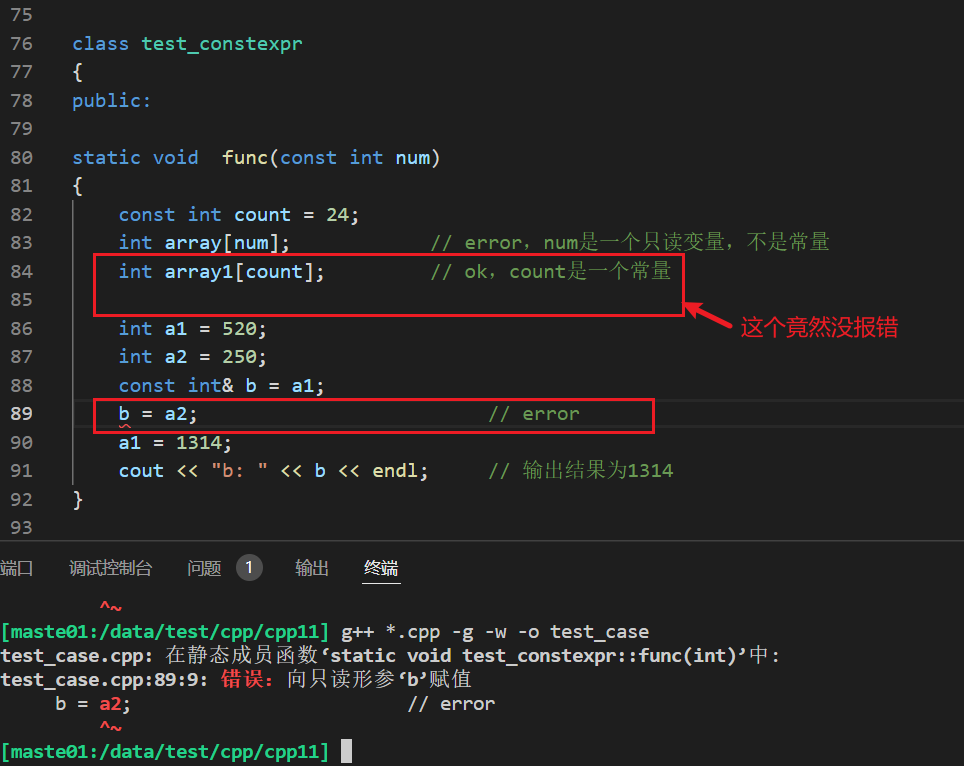 75
76 class test_constexpr
77 {
78 public:
79
80 static void  func(const int num)
81 {
82     const int count = 24;
83     int array[num];            // error，num是一个只读变量，不是常量
84     int array1[count];         // ok，count是一个常量
85
86     int a1 = 520;
这个竟然没报错
87     int a2 = 250;
88     const int& b = a1;
89     b = a2;                         // error
90     a1 = 1314;
91     cout << "b: " << b << endl;     // 输出结果为1314
92 }
93
端口 调试控制台 问题 1 输出 终端
^~
[maste01:/data/test/cpp/cpp11] g++ *.cpp -g -w -o test_case
test_case.cpp: 在静态成员函数‘static void test_constexpr::func(int)’中:
test_case.cpp:89:9: 错误：向只读形参‘b’赋值
     b = a2;                        // error
         ^~
[maste01:/data/test/cpp/cpp11]